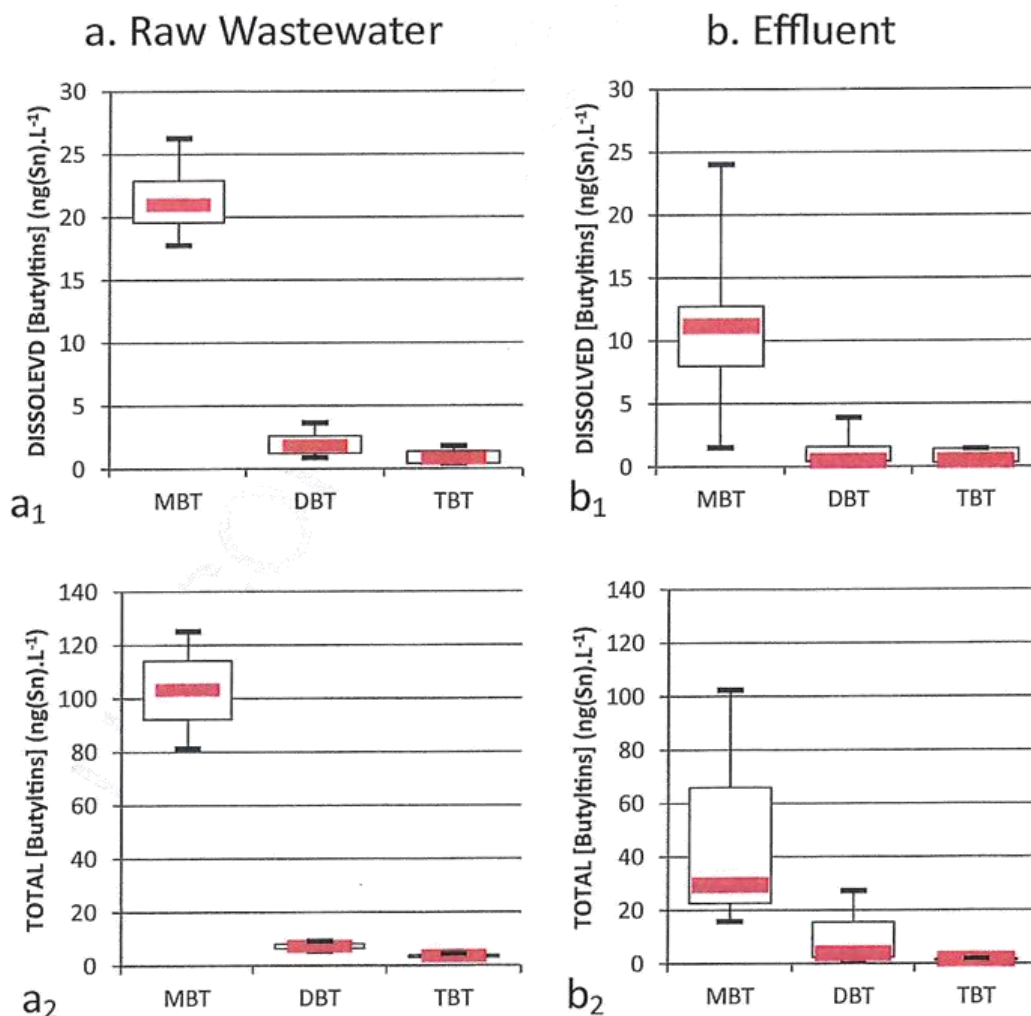 a. Raw Wastewater
b. Effluent
DISSOLEVD [Butyltins] (ng(Sn).L⁻¹)
30
25
20
15
10
5
0
MBT DBT TBT
a₁
DISSOLVED [Butyltins] (ng(Sn).L⁻¹)
30
25
20
15
10
5
0
MBT DBT TBT
b₁
TOTAL [Butyltins] (ng(Sn).L⁻¹)
140
120
100
80
60
40
20
0
MBT DBT TBT
a₂
TOTAL [Butyltins] (ng(Sn).L⁻¹)
140
120
100
80
60
40
20
0
MBT DBT TBT
b₂